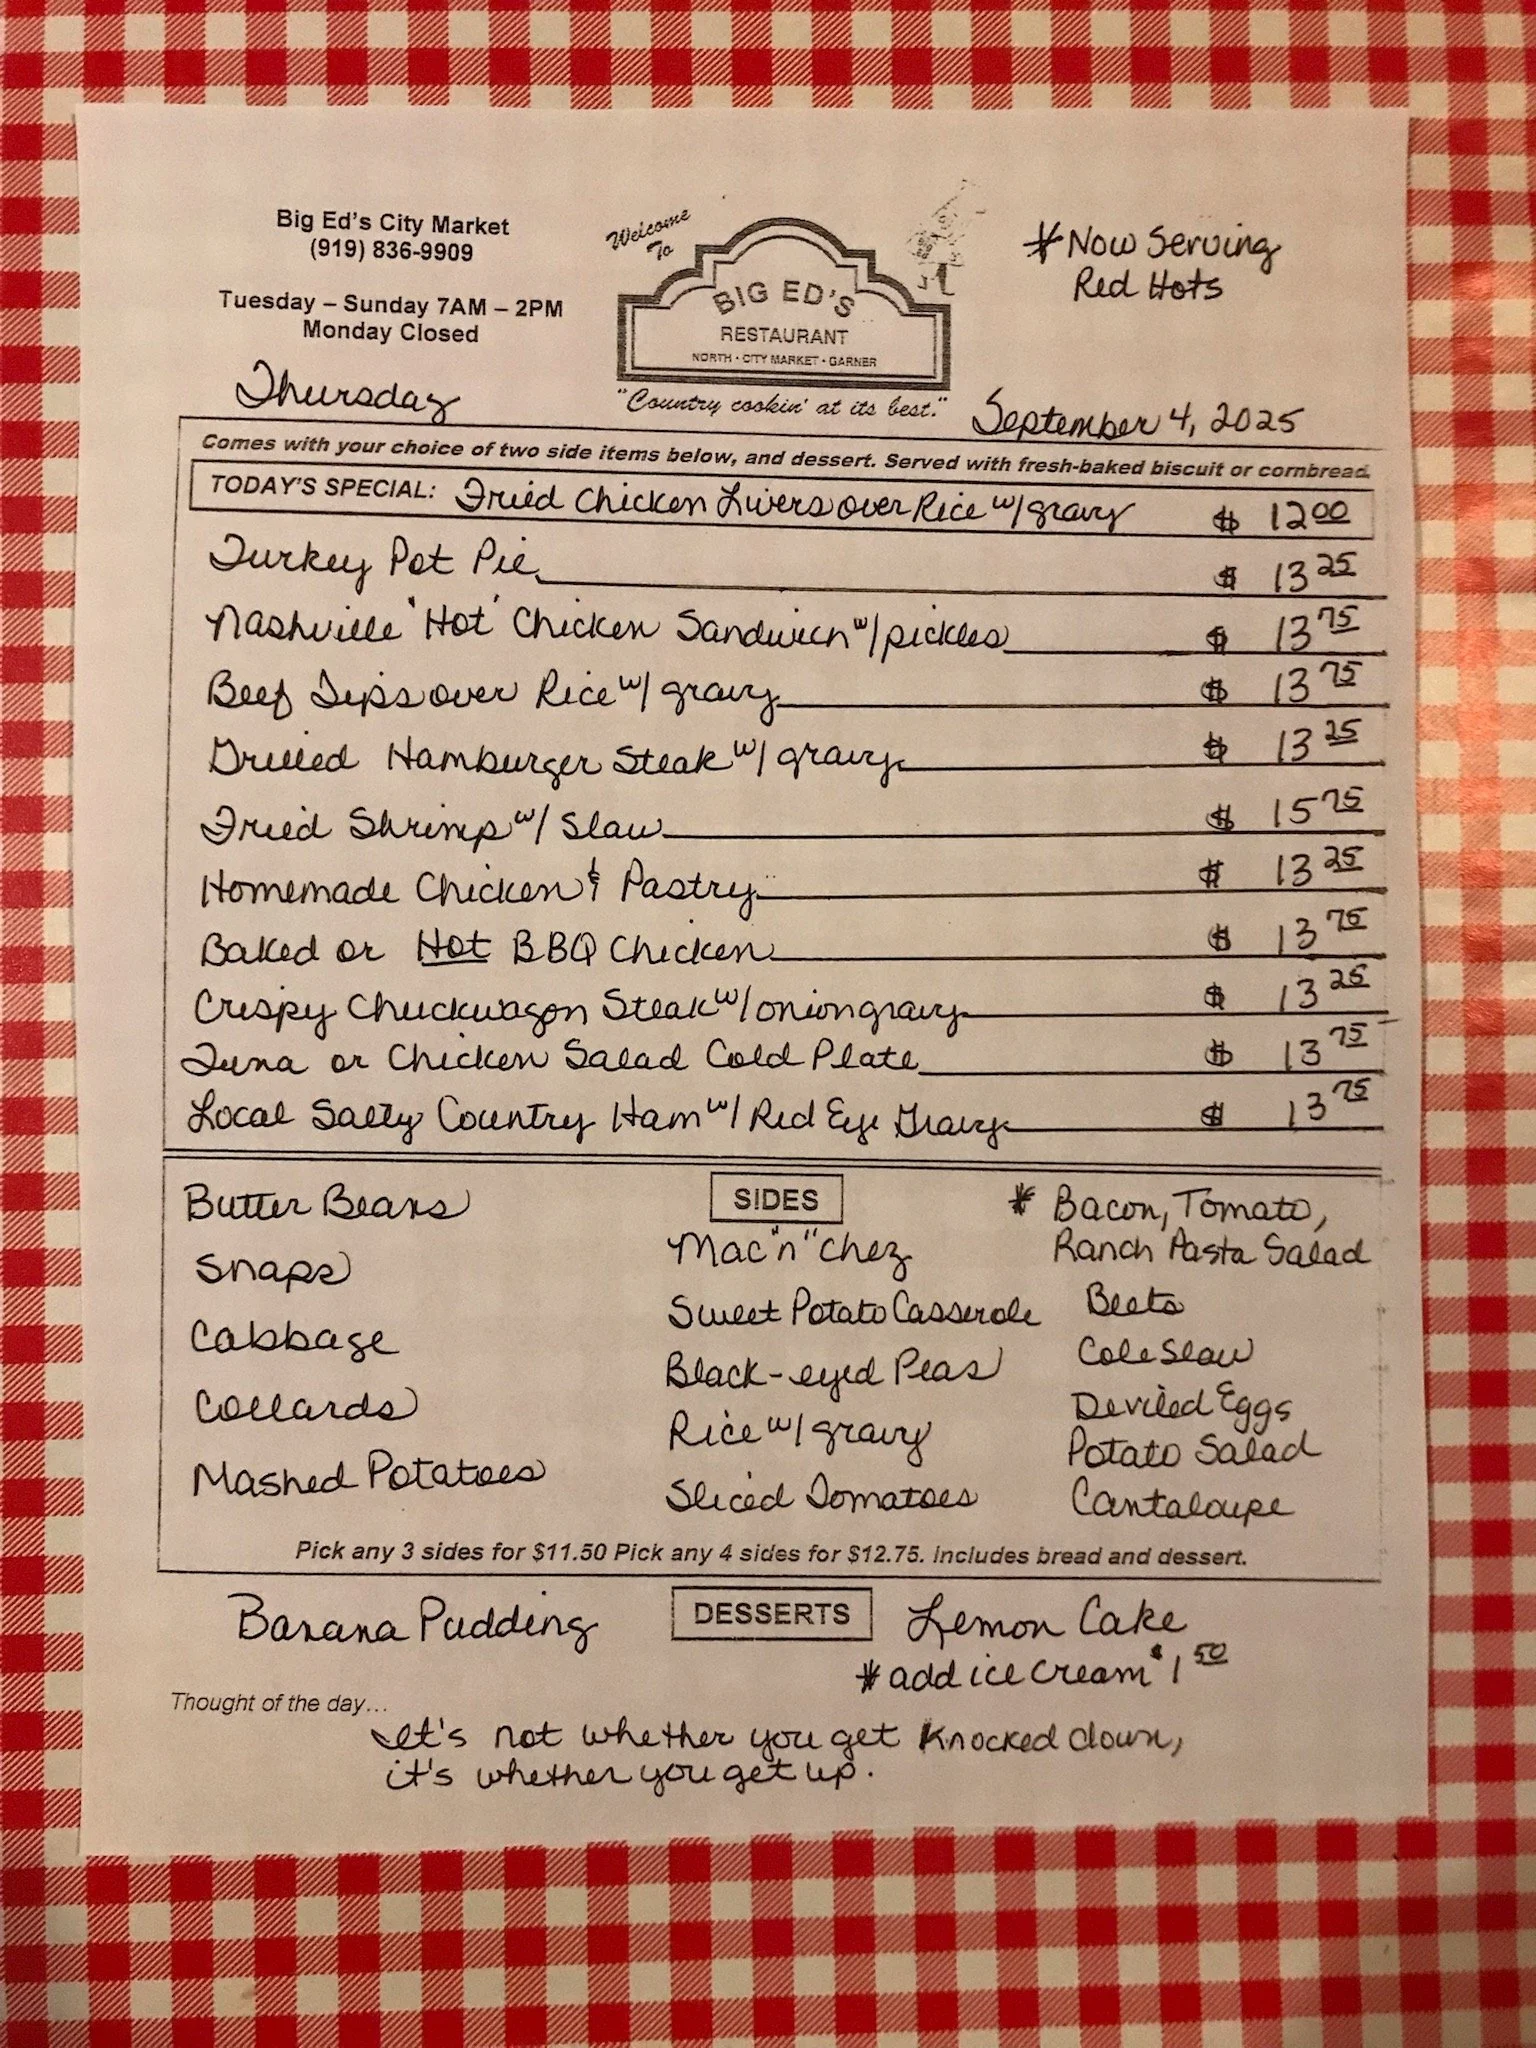 Big Ed's City Market
(919) 836-9909
Tuesday – Sunday 7AM – 2PM
Monday Closed
Welcome
To
BIG ED'S
RESTAURANT
NORTH · CITY MARKET · GARNER
"Country cookin' at its best."
* Now Serving
Red Hots
Thursday
September 4, 2025
Comes with your choice of two side items below, and dessert. Served with fresh-baked biscuit or cornbread.
TODAY'S SPECIAL: Fried Chicken Livers over Rice w/ gravy $ 12 00
Turkey Pot Pie $ 13 25
Nashville 'Hot' Chicken Sandwich w/ pickles $ 13 75
Beef Tips over Rice w/ gravy $ 13 75
Grilled Hamburger Steak w/ gravy $ 13 25
Fried Shrimp w/ Slaw $ 15 75
Homemade Chicken & Pastry $ 13 25
Baked or Hot BBQ Chicken $ 13 75
Crispy Chuckwagon Steak w/ onion gravy $ 13 25
Tuna or Chicken Salad Cold Plate $ 13 75
Local Salty Country Ham w/ Red Eye Gravy $ 13 75
SIDES
Butter Beans
Snaps
Cabbage
Collards
Mashed Potatoes
Mac "n" Chez
Sweet Potato Casserole
Black-eyed Peas
Rice w/ gravy
Sliced Tomatoes
* Bacon, Tomato,
Ranch Pasta Salad
Beets
Cole Slaw
Deviled Eggs
Potato Salad
Cantaloupe
Pick any 3 sides for $11.50 Pick any 4 sides for $12.75. Includes bread and dessert.
DESSERTS
Banana Pudding
Lemon Cake
* add ice cream $1 50
Thought of the day…
It's not whether you get knocked down,
it's whether you get up.